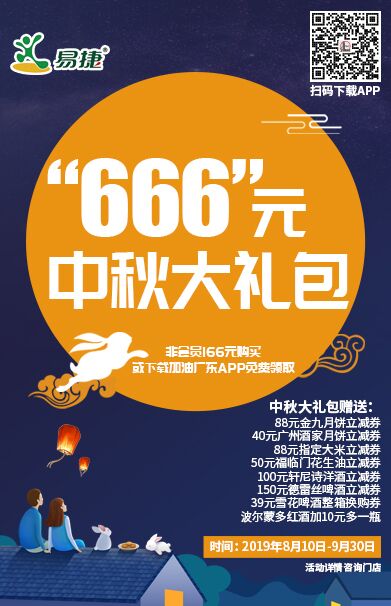 易捷®
扫码下载APP
“666”元
中秋大礼包
非会员166元购买
或下载加油广东APP免费领取
中秋大礼包赠送：
88元金九月饼立减券
40元广州酒家月饼立减券
88元指定大米立减券
50元福临门花生油立减券
100元轩尼诗洋酒立减券
150元德蕾丝啤酒立减券
39元雪花啤酒整箱换购券
波尔蒙多红酒加10元多一瓶
时间：2019年8月10日-9月30日
活动详情咨询门店